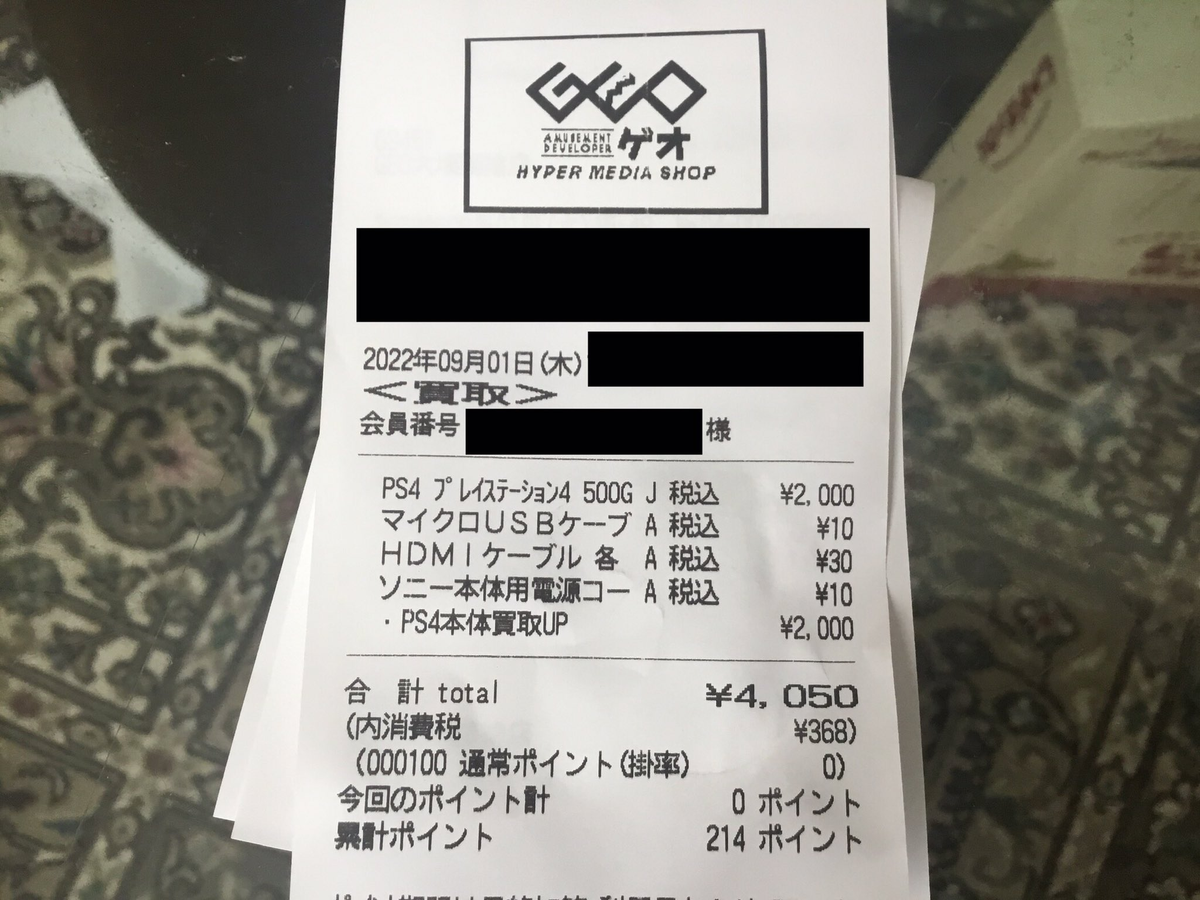 GEO
AMUSEMENT DEVELOPER ゲオ
HYPER MEDIA SHOP
2022年09月01日(木)
<買取>
会員番号 様
PS4 プレイステーション4 500G J 税込 ¥2,000
マイクロUSBケーブ A 税込 ¥10
HDMIケーブル 各 A 税込 ¥30
ソニー本体用電源コー A 税込 ¥10
・PS4本体買取UP ¥2,000
合 計 total ¥4,050
(内消費税 ¥368)
(000100 通常ポイント(掛率) 0)
今回のポイント計 0 ポイント
累計ポイント 214 ポイント